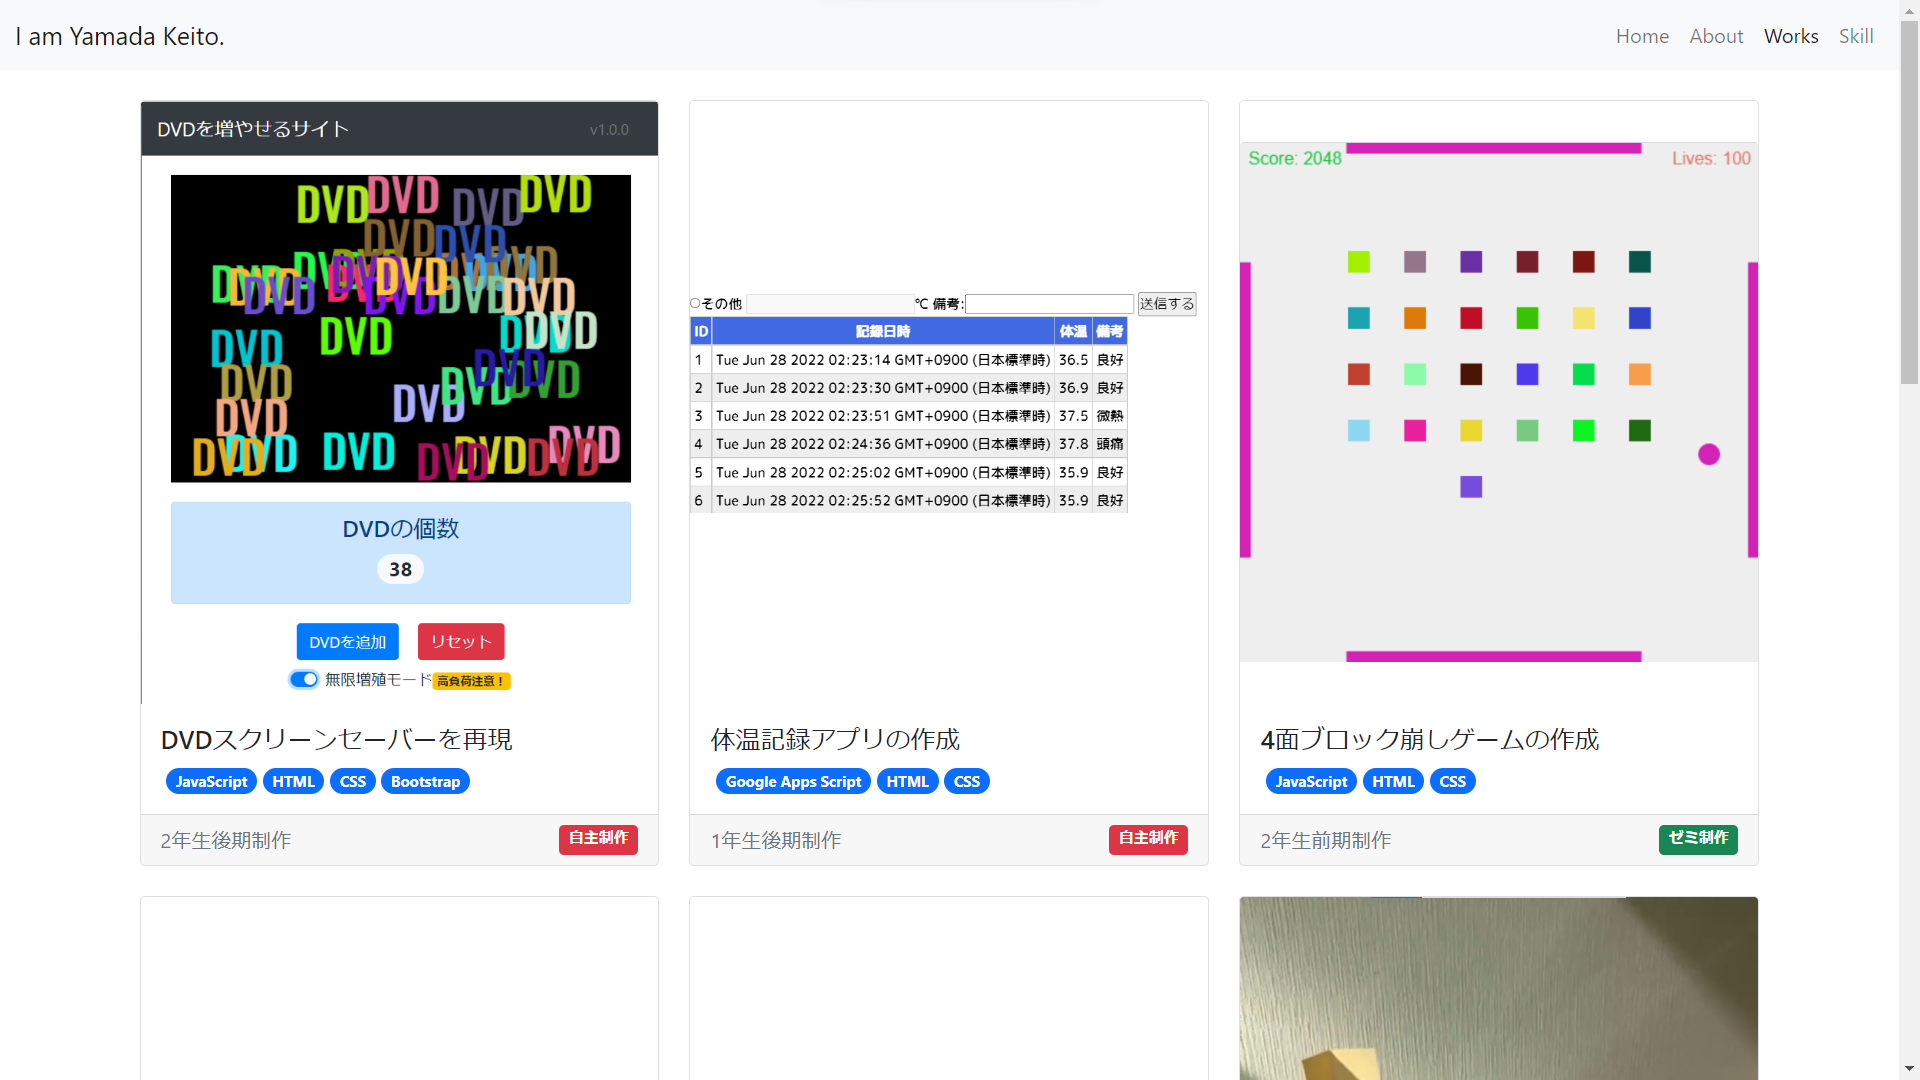 I am Yamada Keito.
Home About Works Skill
DVDを増やせるサイト v1.0.0
DVD DVD DVD DVD
DVD DVD
DVD DVD DVD DVD DVD DVD
DVD DVD DVD DVD DVD DVD
DVD DVD DVD
DVD DVD DVD
DVD DVD DVD DVD
DVD DVD DVD DVD DVD DVD DVD
DVDの個数
38
DVDを追加 リセット
無限増殖モード 高負荷注意！
DVDスクリーンセーバーを再現
JavaScript HTML CSS Bootstrap
2年生後期制作 自主制作
その他 ℃ 備考: 送信する
ID 記録日時 体温 備考
1 Tue Jun 28 2022 02:23:14 GMT+0900 (日本標準時) 36.5 良好
2 Tue Jun 28 2022 02:23:30 GMT+0900 (日本標準時) 36.9 良好
3 Tue Jun 28 2022 02:23:51 GMT+0900 (日本標準時) 37.5 微熱
4 Tue Jun 28 2022 02:24:36 GMT+0900 (日本標準時) 37.8 頭痛
5 Tue Jun 28 2022 02:25:02 GMT+0900 (日本標準時) 35.9 良好
6 Tue Jun 28 2022 02:25:52 GMT+0900 (日本標準時) 35.9 良好
体温記録アプリの作成
Google Apps Script HTML CSS
1年生後期制作 自主制作
Score: 2048 Lives: 100
4面ブロック崩しゲームの作成
JavaScript HTML CSS
2年生前期制作 ゼミ制作